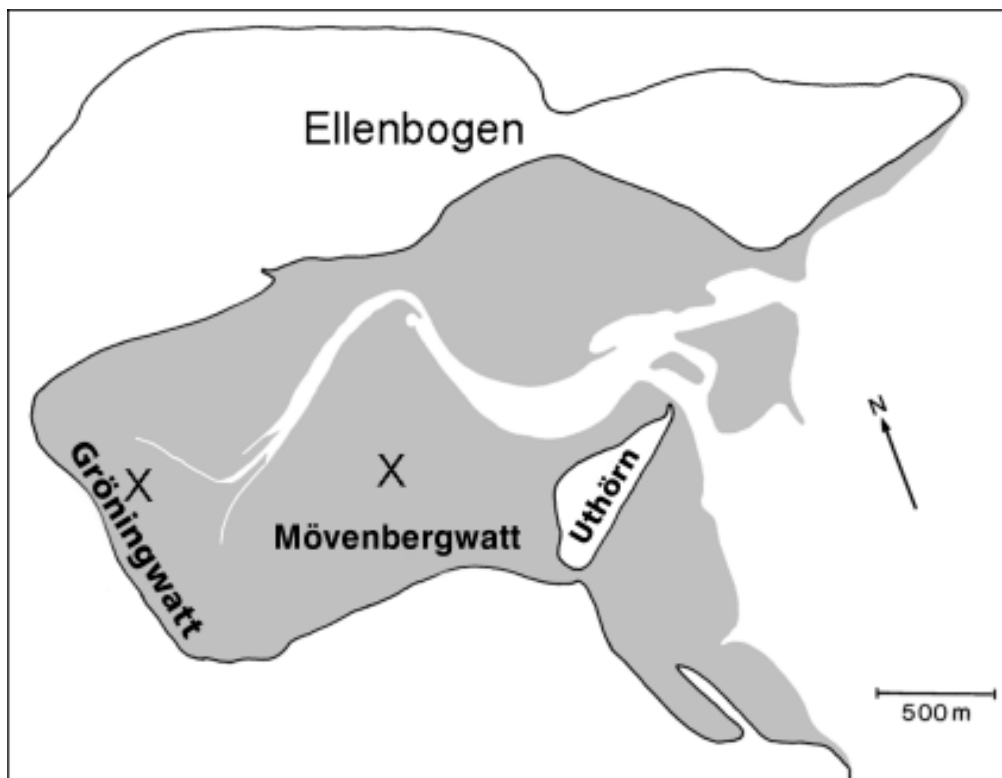 Ellenbogen
N
Gröningwatt
X
X
Mövenbergwatt
Uthörn
500 m